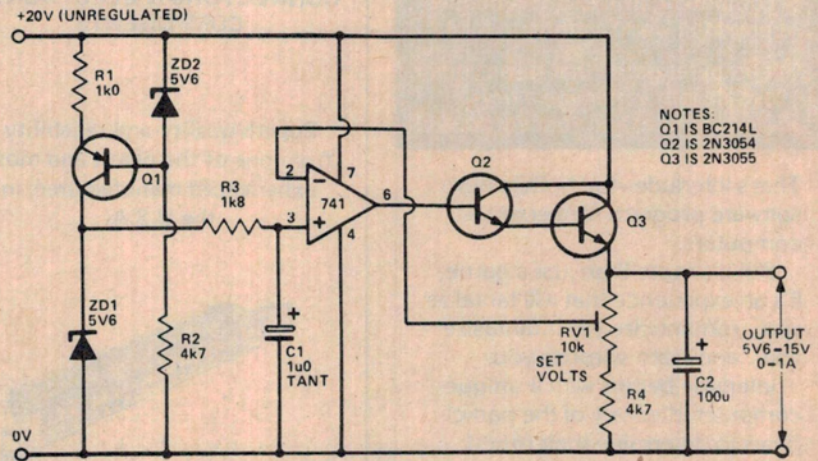 +20V (UNREGULATED)
R1
1k0
ZD2
5V6
Q1
R3
1k8
2
3
+
741
7
4
6
Q2
Q3
NOTES:
Q1 IS BC214L
Q2 IS 2N3054
Q3 IS 2N3055
ZD1
5V6
R2
4k7
+
C1
1u0
TANT
RV1
10k
SET
VOLTS
R4
4k7
+
C2
100u
OUTPUT
5V6-15V
0-1A
0V